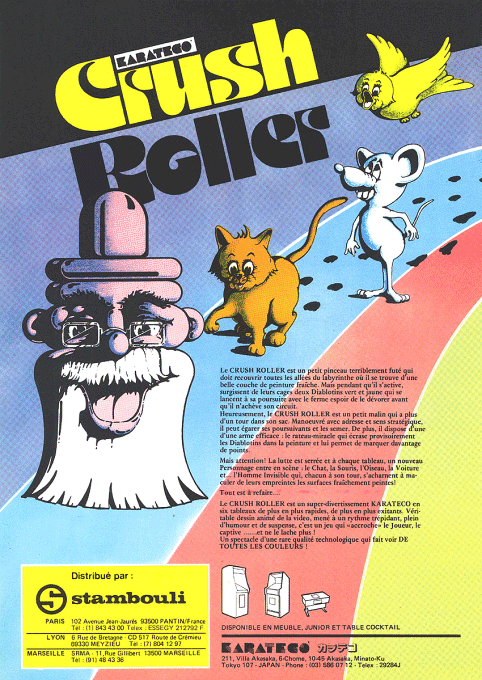 KARATECO
Crush
Roller
Le CRUSH ROLLER est un petit pinceau terriblement futé qui
doit recouvrir toutes les allées du labyrinthe où il se trouve d'une
belle couche de peinture fraîche. Mais pendant qu'il s'active,
surgissent de leurs cages deux Diablotins vert et jaune qui se
lancent à sa poursuite avec le ferme espoir de le dévorer avant
qu'il n'achève son circuit.
Heureusement, le CRUSH ROLLER est un petit malin qui a plus
d'un tour dans son sac. Manoeuvré avec adresse et sens stratégique,
il peut égarer ses poursuivants et les semer. De plus, il dispose d'une
d'une arme efficace : le rateau-miracle qui écrase provisoirement
les Diablotins dans la peinture et lui permet de marquer davantage
de points.
Mais attention! La lutte est serrée et à chaque tableau, un nouveau
Personnage entre en scène : le Chat, la Souris, l'Oiseau, la Voiture
et ... l'Homme Invisible qui, chacun à son tour, s'acharnent à ma-
culer de leurs empreintes les surfaces fraîchement peintes!
Tout est à refaire....
Le CRUSH ROLLER est un super-divertissement KARATECO en
six tableaux de plus en plus rapides, de plus en plus exitants. Véri-
table dessin animé de la video, mené à un rythme trépidant, plein
d'humour et de suspense, c'est un jeu qui «accroche» le Joueur, le
captive ......et ne le lache plus !
Un spectacle d'une rare qualité technologique qui fait voir DE
TOUTES LES COULEURS !
Distribué par :
S stambouli
PARIS 102 Avenue Jean-Jaurès 93500 PANTIN/France
Tél : (1) 843 43 00 Telex : ESSEGY 212792 F.
LYON 6 Rue de Bretagne - CD 517 Route de Crémieu
69330 MEYZIEU Tél : (7) 804 12 97
MARSEILLE SRMA - 11, Rue Gillibert 13500 MARSEILLE
Tel : (91) 48 43 36
DISPONIBLE EN MEUBLE, JUNIOR ET TABLE COCKTAIL
KARATECO カラテコ
211, Villa Akasaka, 6-Chome, 10-45 Akasaka, Minato-Ku
Tokyo 107 - JAPAN - Phone : (03) 586 07 12 - Telex : 29284J